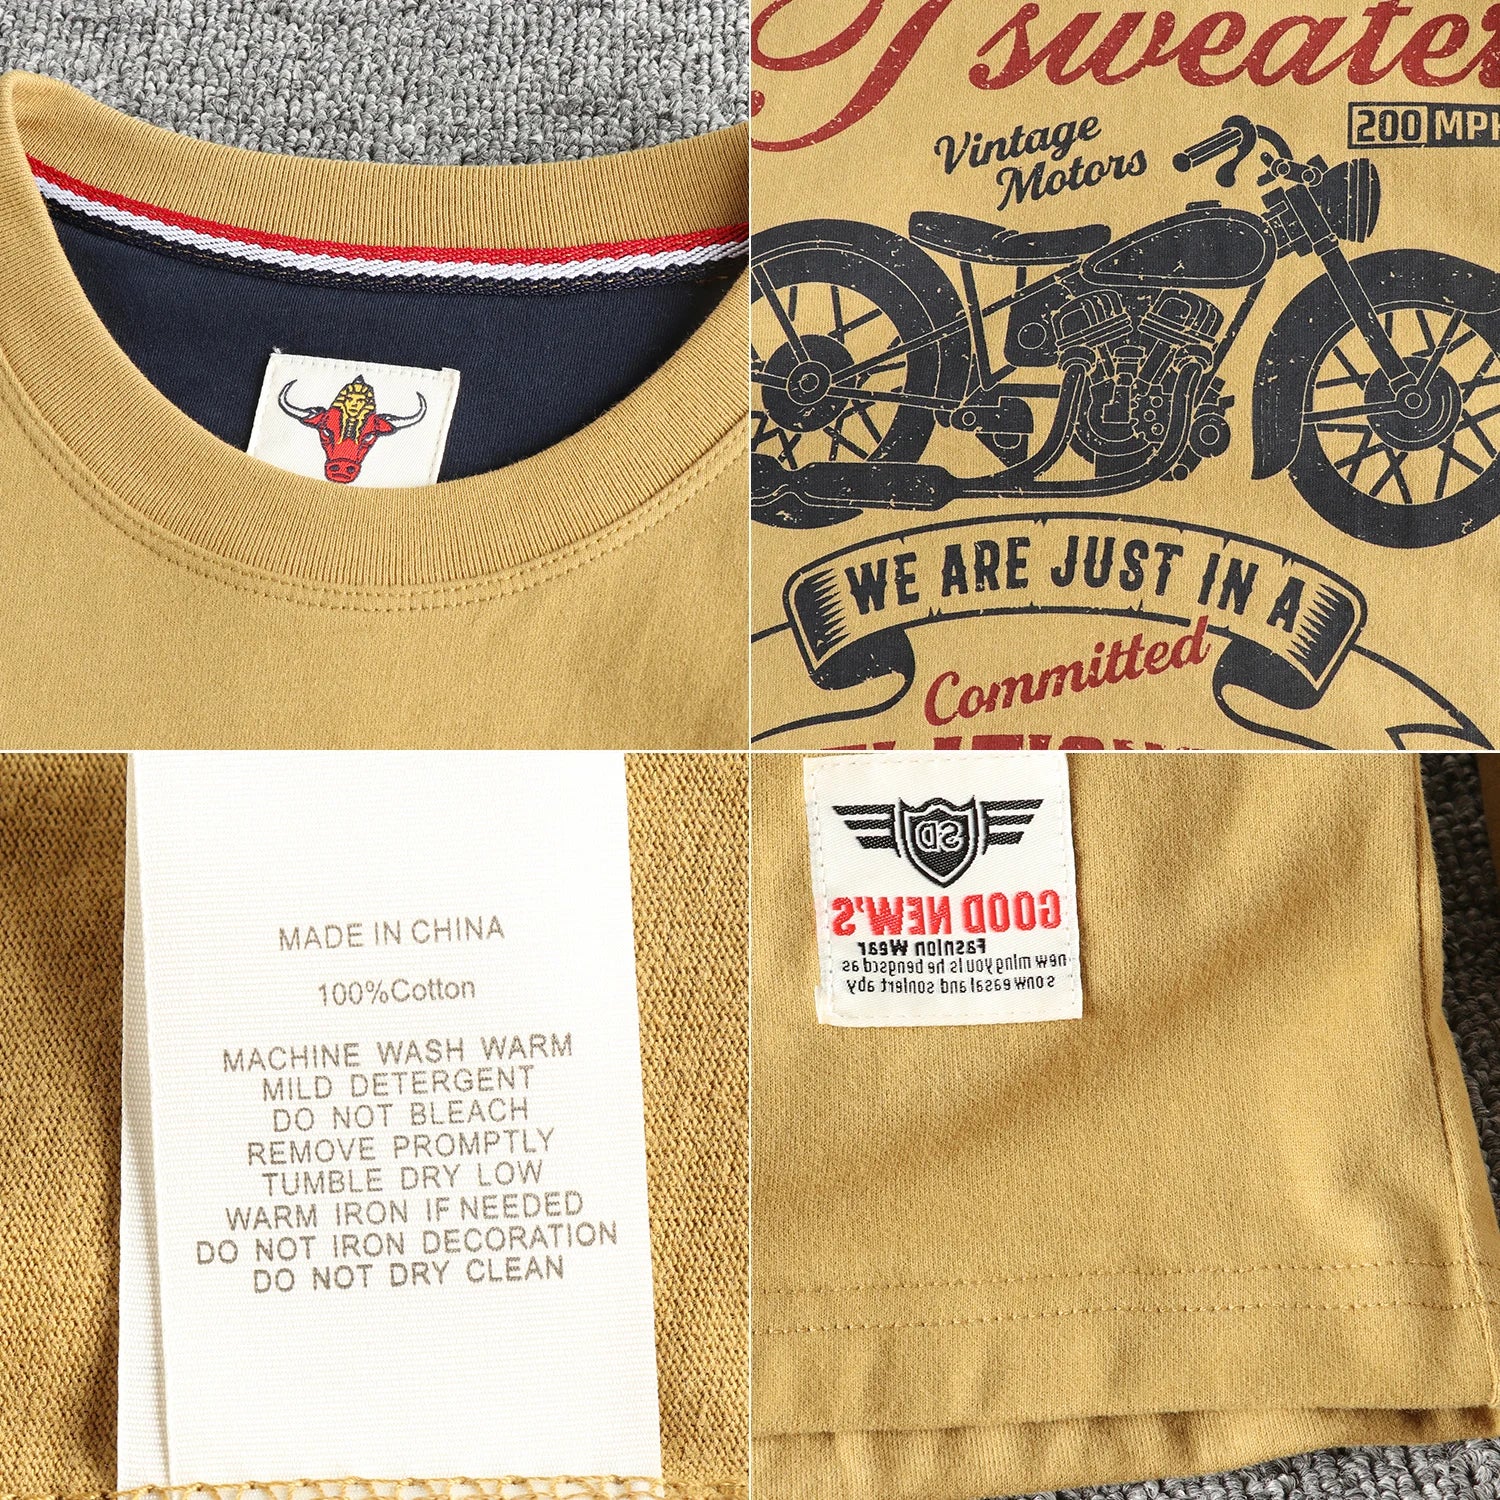 T sweater
Vintage
Motors
200 MPH
WE ARE JUST IN A
Committed
MADE IN CHINA
100%Cotton
MACHINE WASH WARM
MILD DETERGENT
DO NOT BLEACH
REMOVE PROMPTLY
TUMBLE DRY LOW
WARM IRON IF NEEDED
DO NOT IRON DECORATION
DO NOT DRY CLEAN
SD
GOOD NEW'S
Fashion Wear